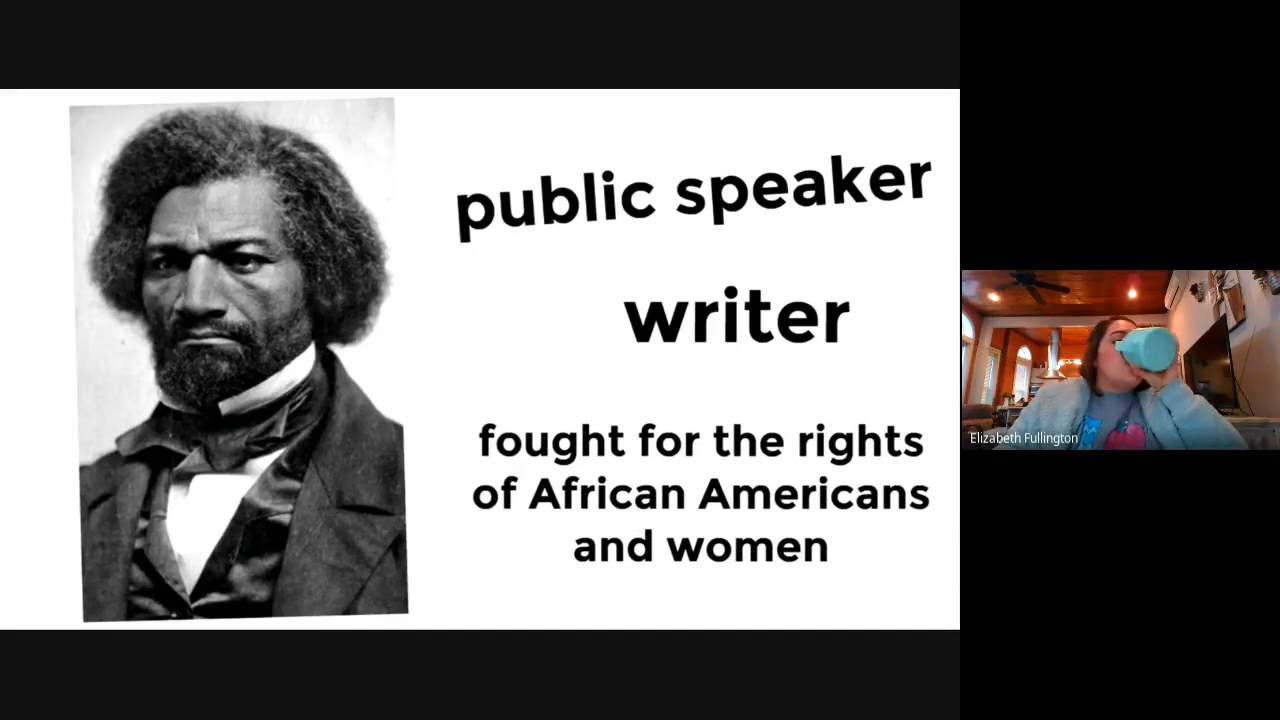 public speaker
writer
fought for the rights
of African Americans
and women
Elizabeth Fullington